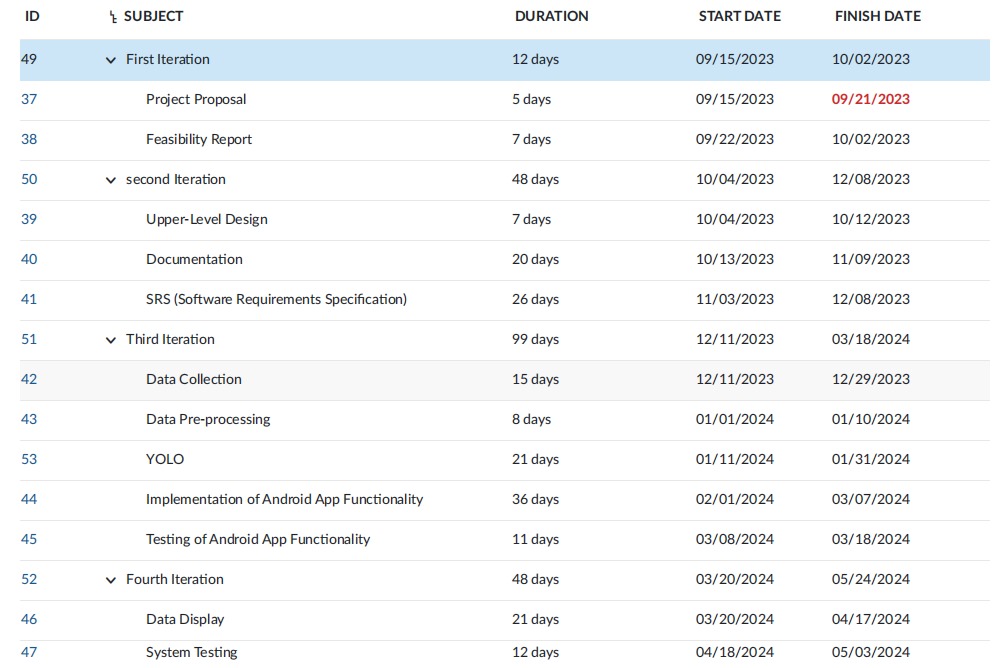 ID SUBJECT DURATION START DATE FINISH DATE
49 First Iteration 12 days 09/15/2023 10/02/2023
37 Project Proposal 5 days 09/15/2023 09/21/2023
38 Feasibility Report 7 days 09/22/2023 10/02/2023
50 second Iteration 48 days 10/04/2023 12/08/2023
39 Upper-Level Design 7 days 10/04/2023 10/12/2023
40 Documentation 20 days 10/13/2023 11/09/2023
41 SRS (Software Requirements Specification) 26 days 11/03/2023 12/08/2023
51 Third Iteration 99 days 12/11/2023 03/18/2024
42 Data Collection 15 days 12/11/2023 12/29/2023
43 Data Pre-processing 8 days 01/01/2024 01/10/2024
53 YOLO 21 days 01/11/2024 01/31/2024
44 Implementation of Android App Functionality 36 days 02/01/2024 03/07/2024
45 Testing of Android App Functionality 11 days 03/08/2024 03/18/2024
52 Fourth Iteration 48 days 03/20/2024 05/24/2024
46 Data Display 21 days 03/20/2024 04/17/2024
47 System Testing 12 days 04/18/2024 05/03/2024